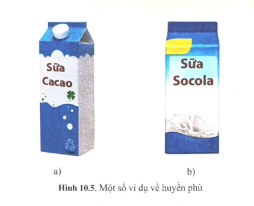 Sữa
Cacao
Sữa
Socola
a)
b)
Hình 10.5. Một số ví dụ về huyền phù